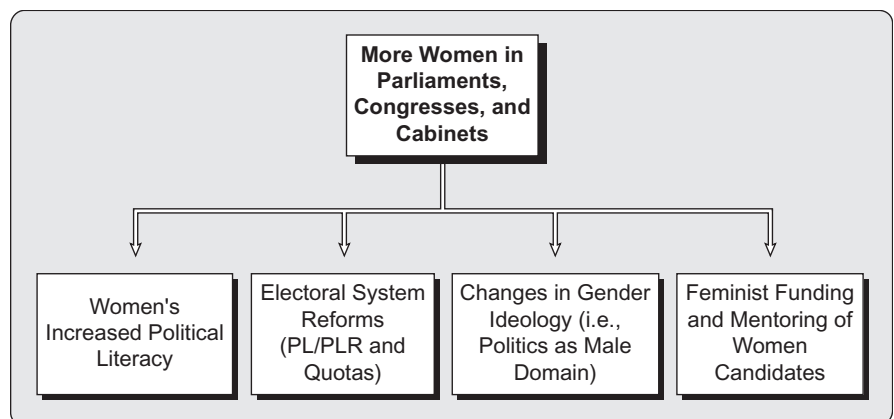 More Women in
Parliaments,
Congresses, and
Cabinets
Women's
Increased Political
Literacy
Electoral System
Reforms
(PL/PLR and
Quotas)
Changes in Gender
Ideology (i.e.,
Politics as Male
Domain)
Feminist Funding
and Mentoring of
Women
Candidates